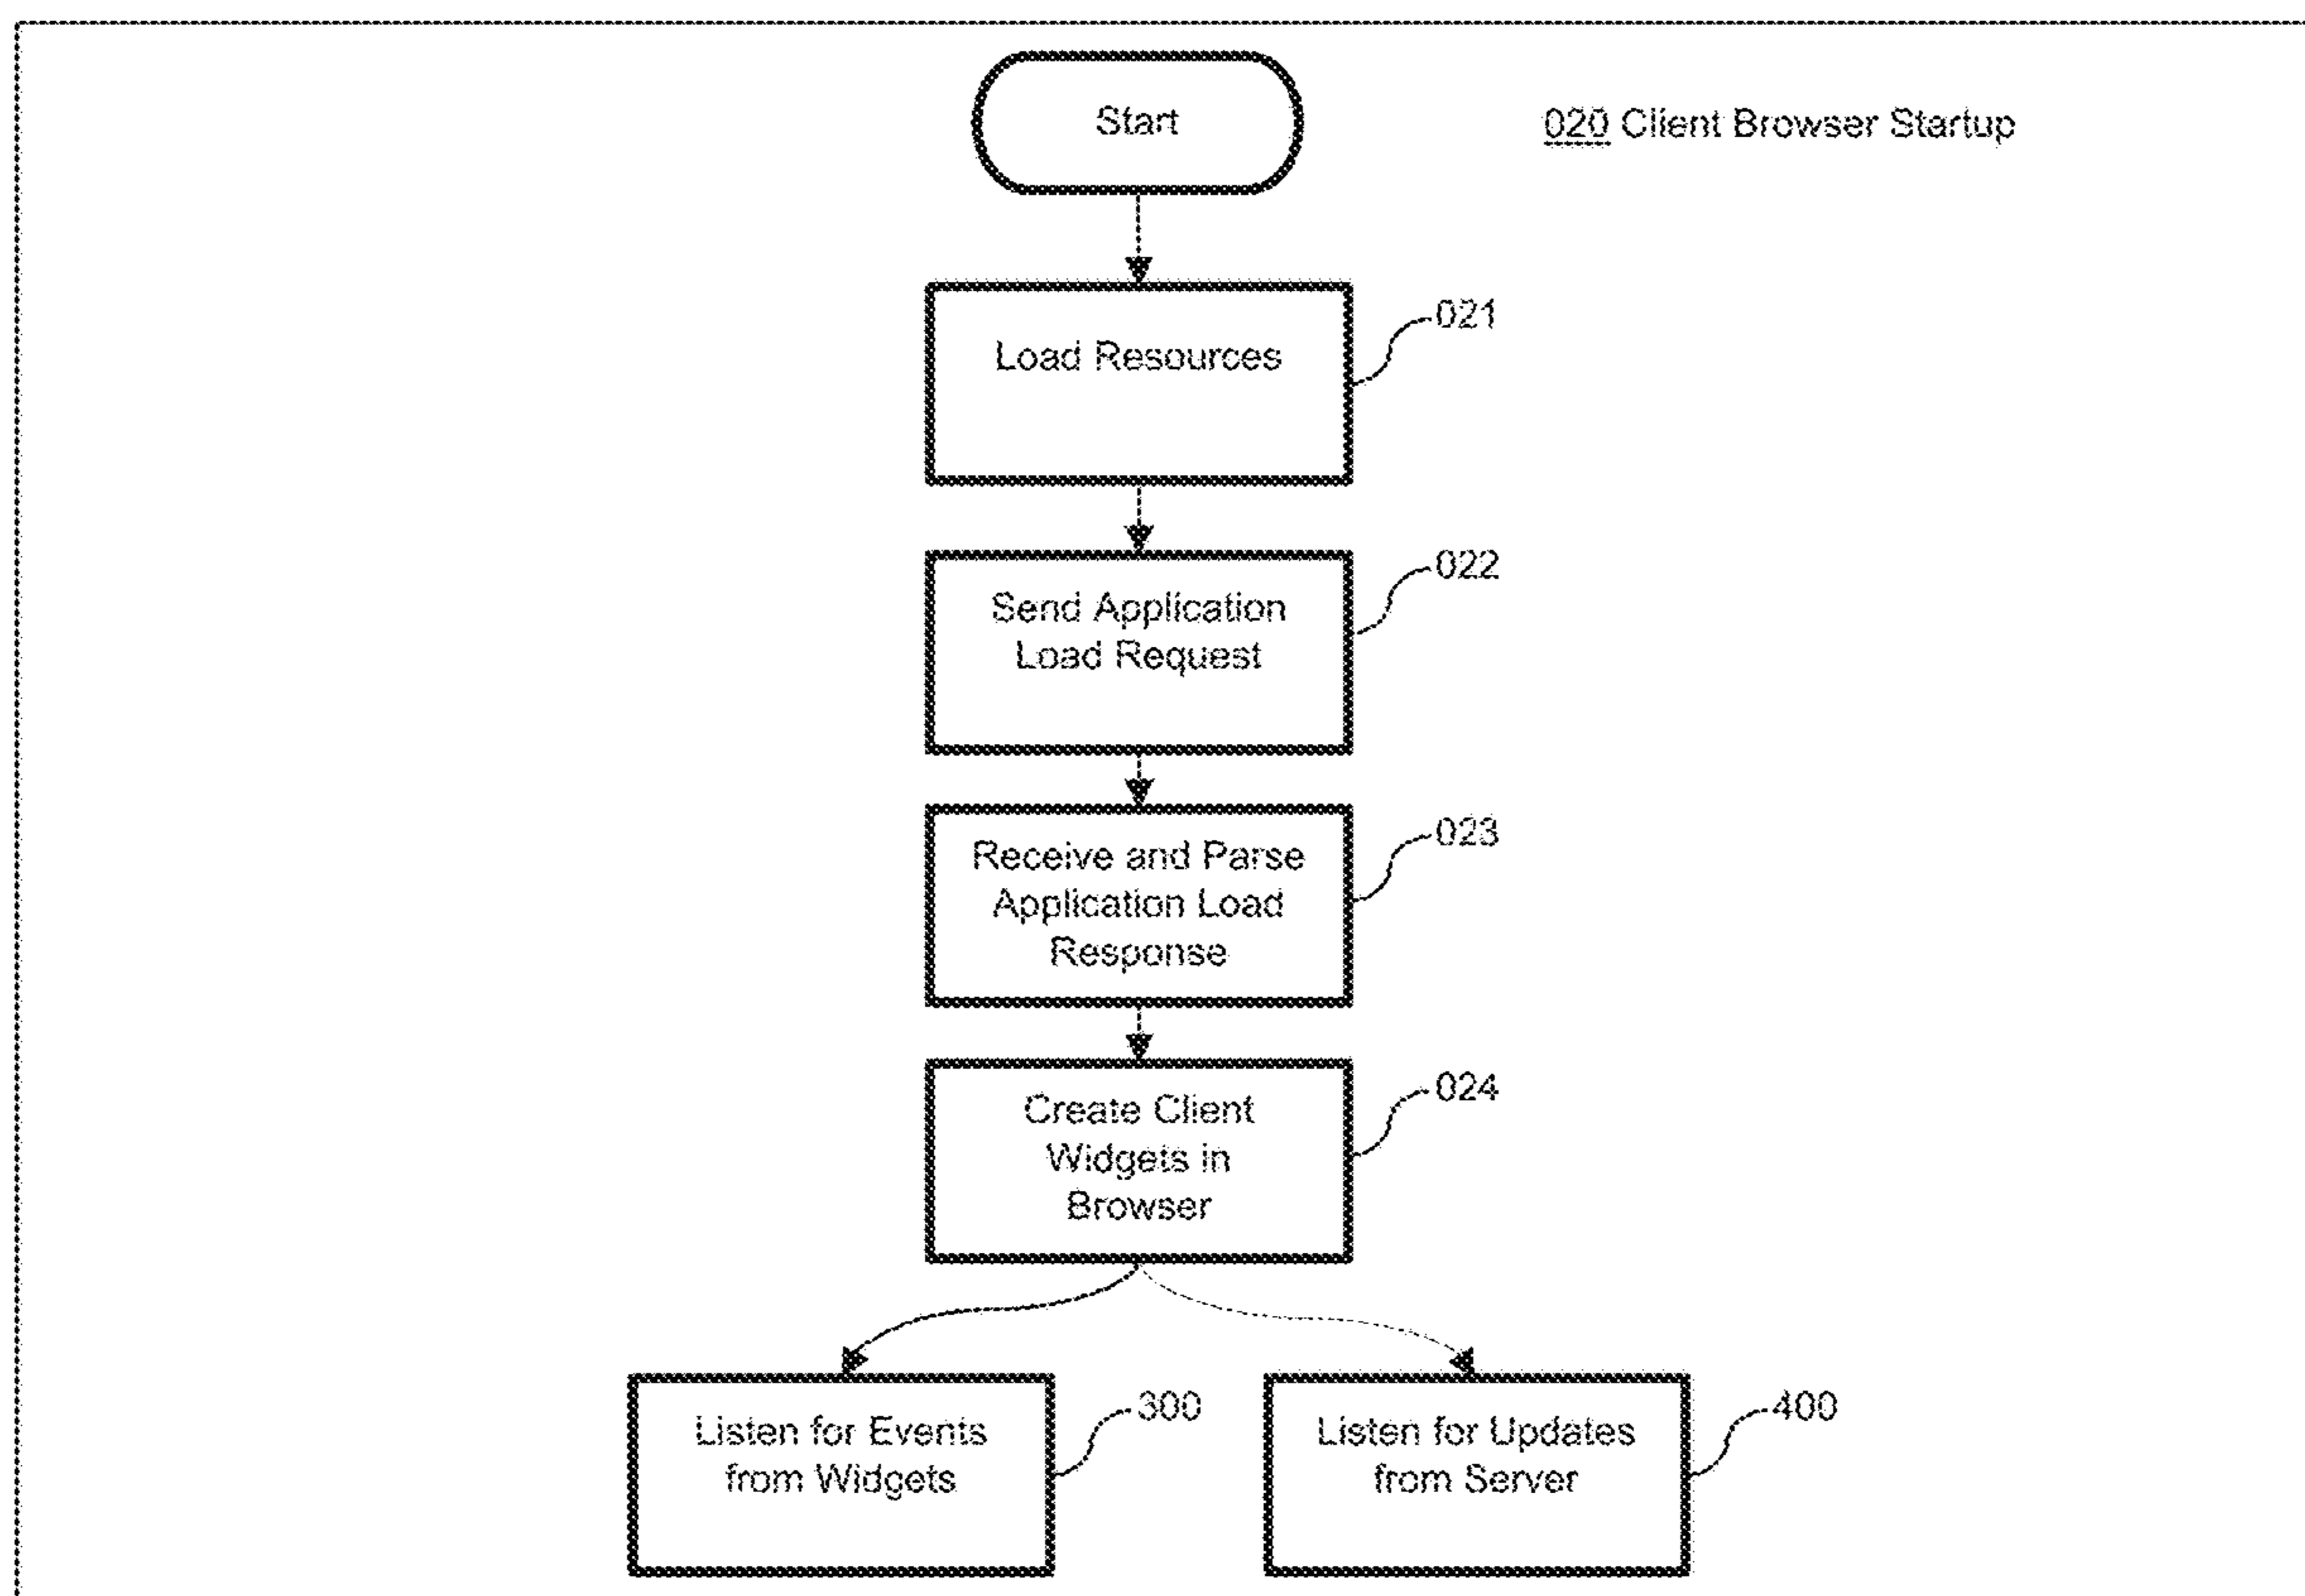 Start
020 Client Browser Startup
Load Resources
021
Send Application
Load Request
022
Receive and Parse
Application Load
Response
023
Create Client
Widgets in
Browser
024
Listen for Events
from Widgets
300
Listen for Updates
from Server
400